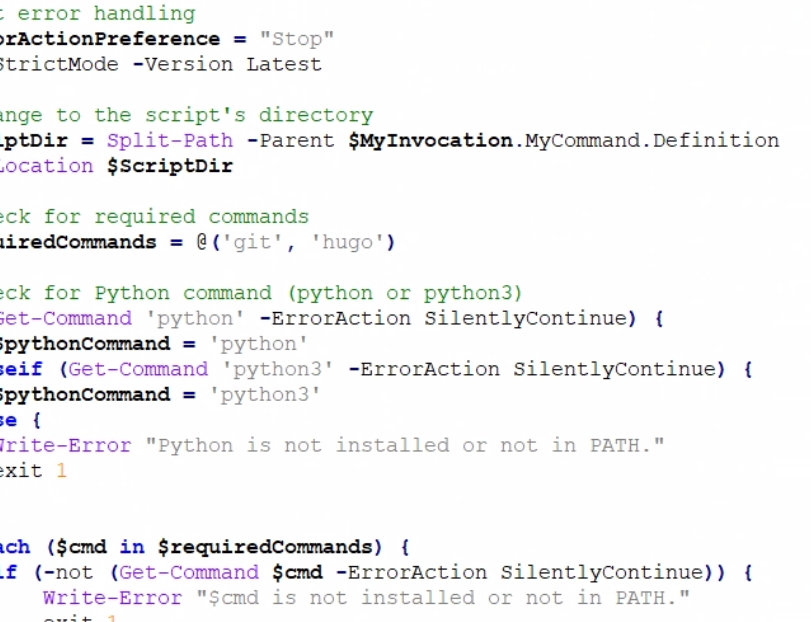 t error handling
orActionPreference = "Stop"
StrictMode -Version Latest
ange to the script's directory
iptDir = Split-Path -Parent $MyInvocation.MyCommand.Definition
Location $ScriptDir
eck for required commands
uiredCommands = @('git', 'hugo')
eck for Python command (python or python3)
Get-Command 'python' -ErrorAction SilentlyContinue) {
$pythonCommand = 'python'
seif (Get-Command 'python3' -ErrorAction SilentlyContinue) {
$pythonCommand = 'python3'
se {
Write-Error "Python is not installed or not in PATH."
exit 1
ach ($cmd in $requiredCommands) {
if (-not (Get-Command $cmd -ErrorAction SilentlyContinue)) {
Write-Error "$cmd is not installed or not in PATH."
exit 1